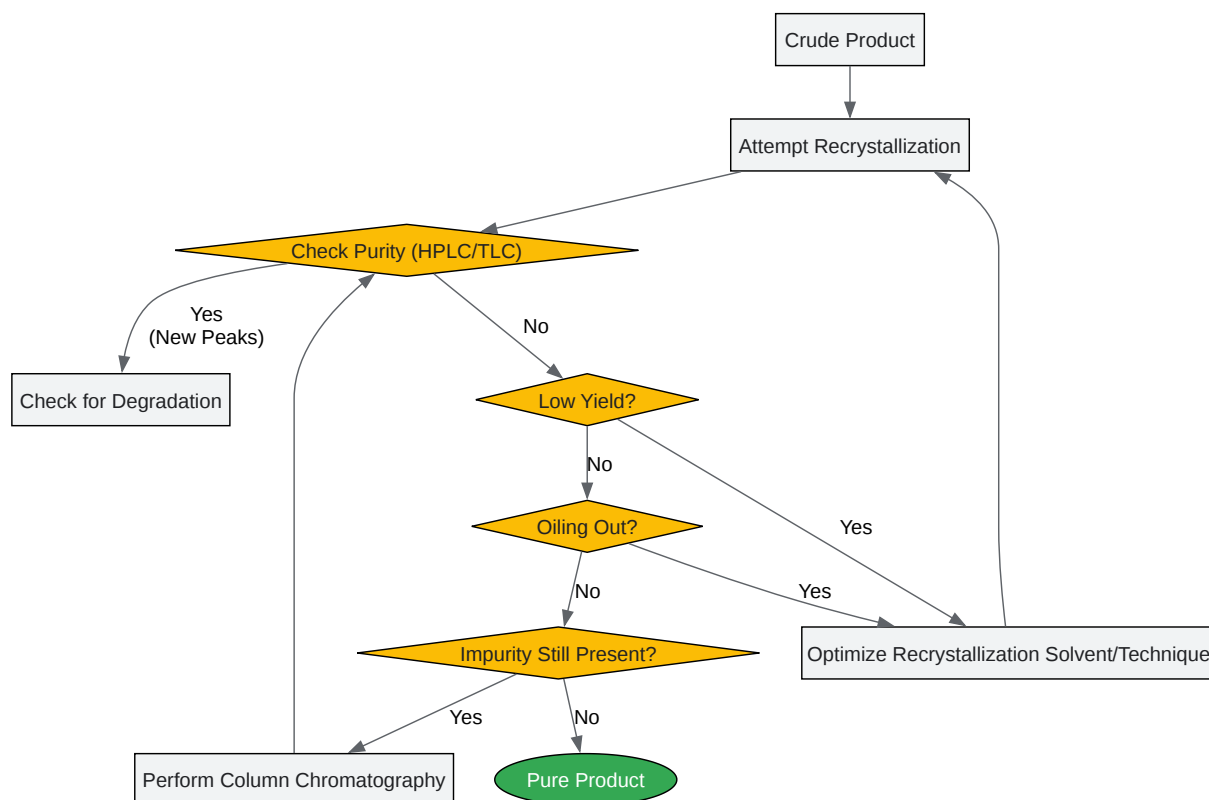 Crude Product
Attempt Recrystallization
Check Purity (HPLC/TLC)
Yes
(New Peaks)
No
Check for Degradation
Low Yield?
No
Yes
Oiling Out?
No
Yes
Impurity Still Present?
Optimize Recrystallization Solvent/Technique
Yes
No
Perform Column Chromatography
Pure Product